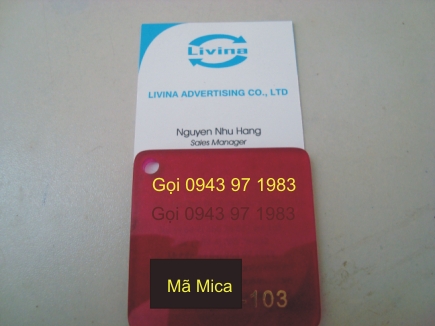 Livina
LIVINA ADVERTISING CO., LTD
Nguyen Nhu Hang
Sales Manager
Gọi 0943 97 1983
Gọi 0943 97 1983
Mã Mica
-103